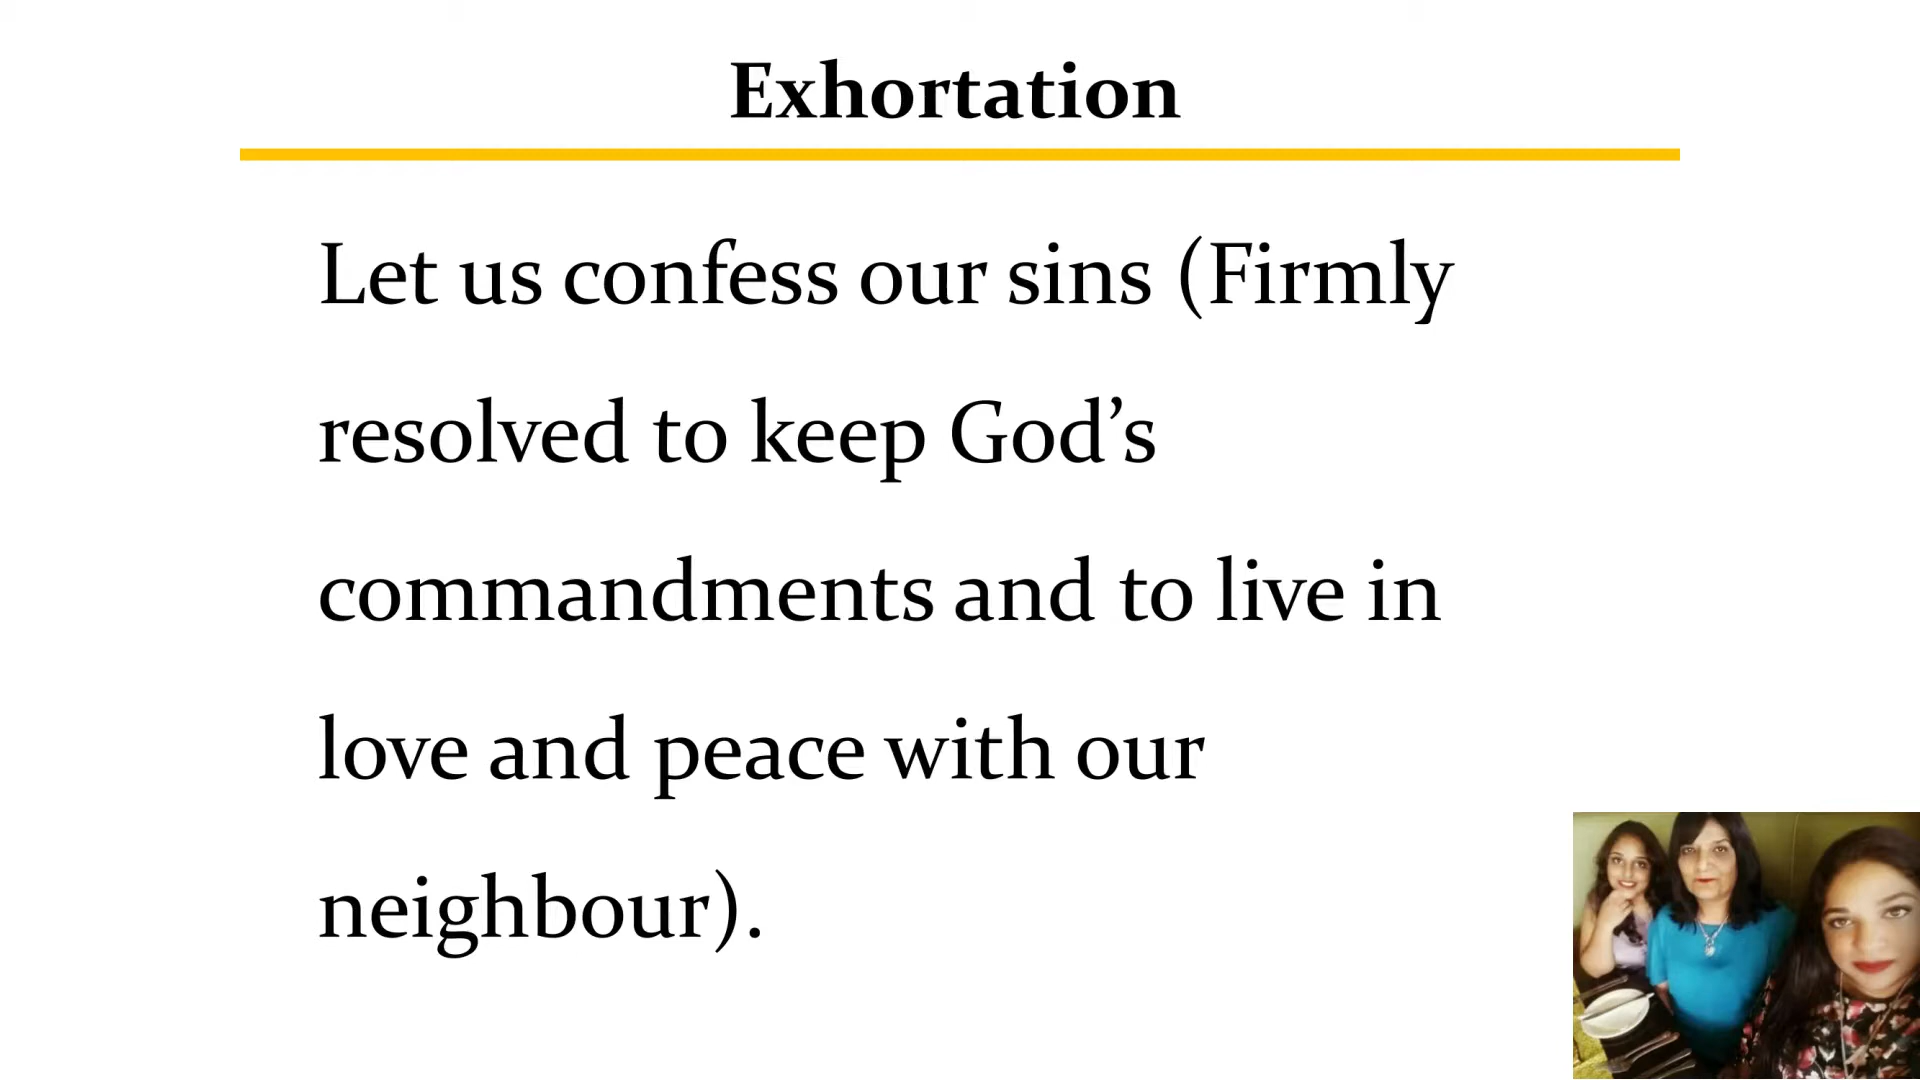 Exhortation
Let us confess our sins (Firmly
resolved to keep God’s
commandments and to live in
love and peace with our
neighbour).